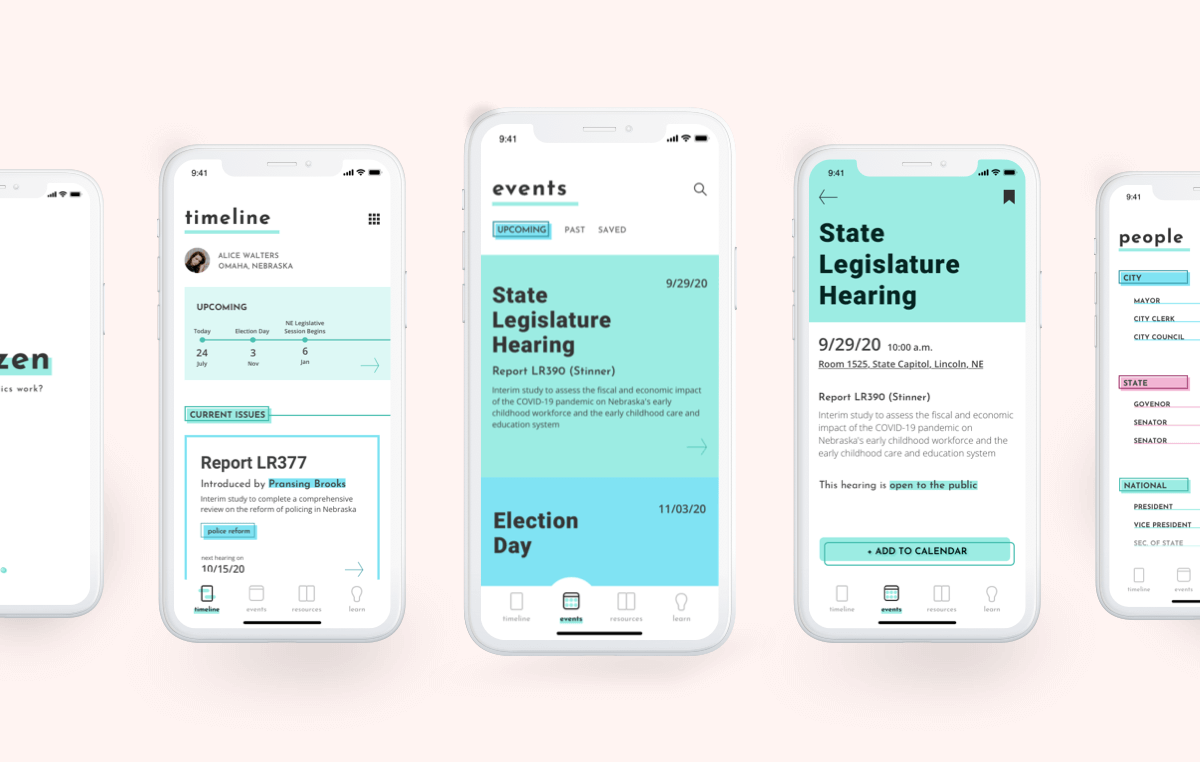 zen
ics work?
9:41
timeline
ALICE WALTERS
OMAHA, NEBRASKA
UPCOMING
Today
Election Day
NE Legislative
Session Begins
24
July
3
Nov
6
Jan
CURRENT ISSUES
Report LR377
Introduced by Pransing Brooks
Interim study to complete a comprehensive
review on the reform of policing in Nebraska
police reform
next hearing on
10/15/20
timeline
events
resources
learn
9:41
events
UPCOMING
PAST
SAVED
9/29/20
State
Legislature
Hearing
Report LR390 (Stinner)
Interim study to assess the fiscal and economic impact
of the COVID-19 pandemic on Nebraska's early
childhood workforce and the early childhood care and
education system
11/03/20
Election
Day
timeline
events
resources
learn
9:41
State
Legislature
Hearing
9/29/20 10:00 a.m.
Room 1525, State Capitol, Lincoln, NE
Report LR390 (Stinner)
Interim study to assess the fiscal and economic
impact of the COVID-19 pandemic on
Nebraska's early childhood workforce and the
early childhood care and education system
This hearing is open to the public
+ ADD TO CALENDAR
timeline
events
resources
learn
9:41
people
CITY
MAYOR
CITY CLERK
CITY COUNCIL
STATE
GOVENOR
SENATOR
SENATOR
NATIONAL
PRESIDENT
VICE PRESIDENT
SEC. OF STATE
timeline
events